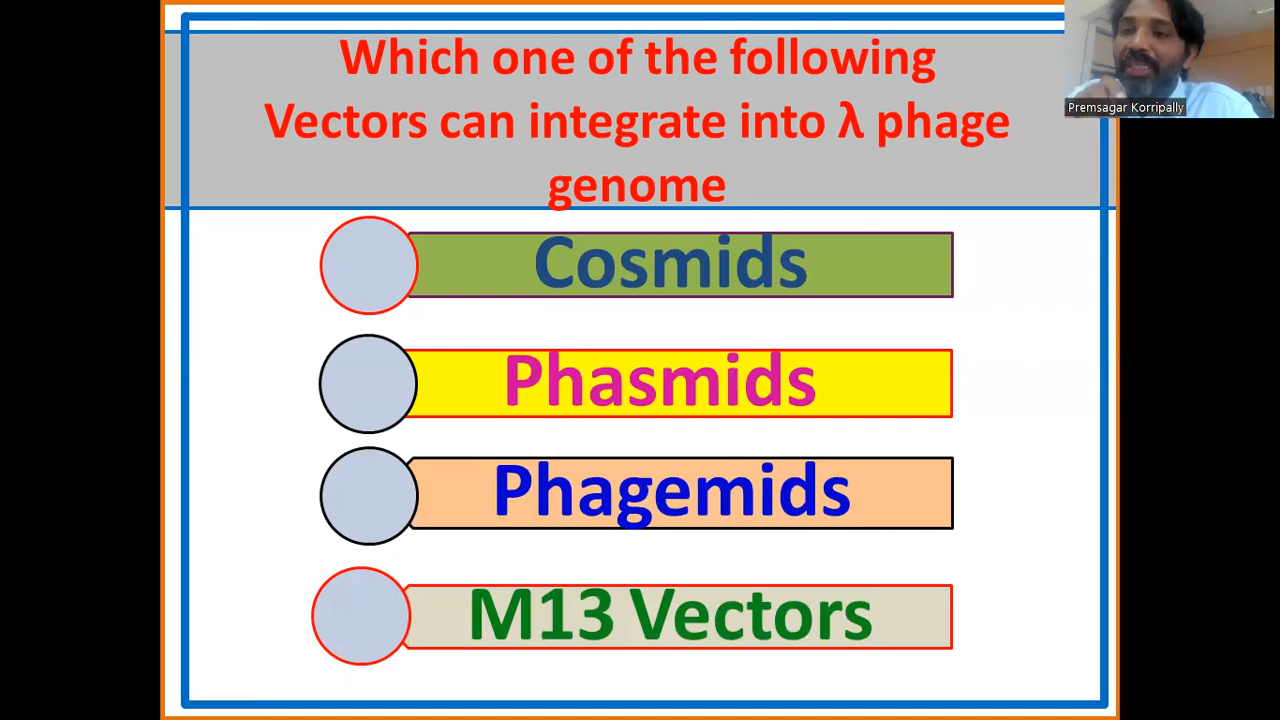 Which one of the following
Vectors can integrate into λ phage
genome
Premsagar Korripally
Cosmids
Phasmids
Phagemids
M13 Vectors